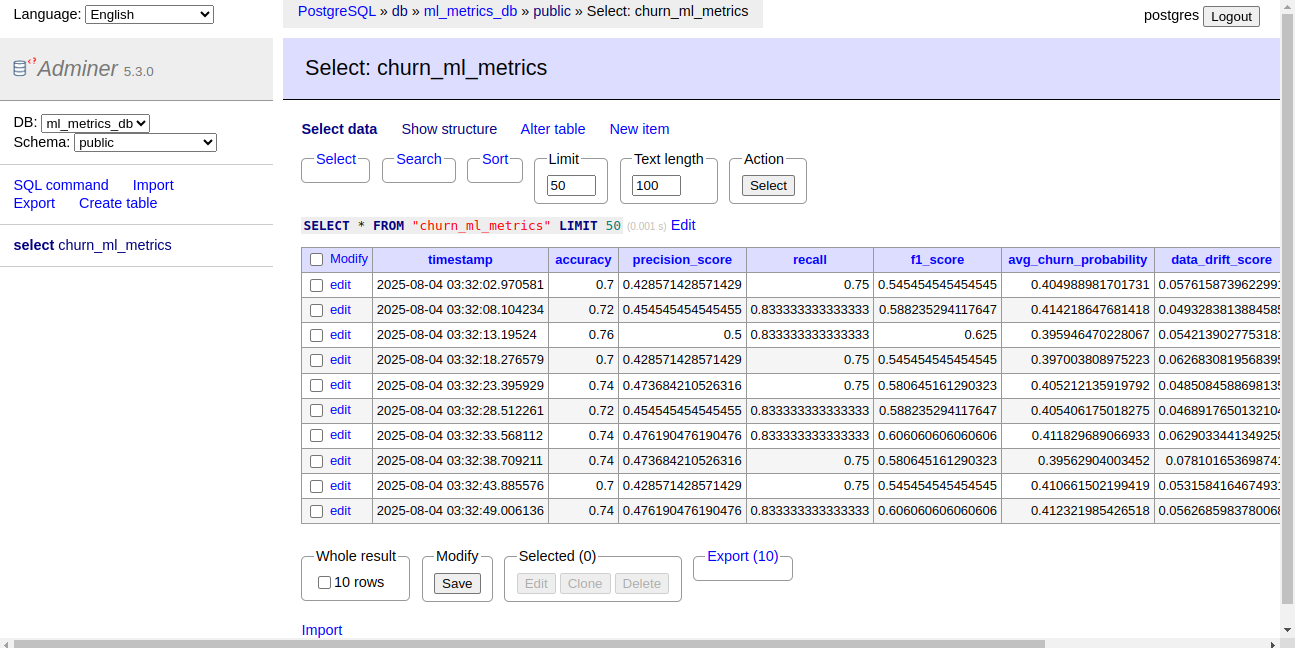 Language: English
PostgreSQL » db » ml_metrics_db » public » Select: churn_ml_metrics
postgres Logout
Adminer 5.3.0
Select: churn_ml_metrics
DB: ml_metrics_db
Schema: public
SQL command Import
Export Create table
select churn_ml_metrics
Select data Show structure Alter table New item
Select Search Sort Limit Text length Action
50 100 Select
SELECT * FROM "churn_ml_metrics" LIMIT 50 (0.001 s) Edit
Modify timestamp accuracy precision_score recall f1_score avg_churn_probability data_drift_score
edit 2025-08-04 03:32:02.970581 0.7 0.428571428571429 0.75 0.545454545454545 0.404988981701731 0.057615873962299
edit 2025-08-04 03:32:08.104234 0.72 0.454545454545455 0.833333333333333 0.588235294117647 0.414218647681418 0.049328381388458
edit 2025-08-04 03:32:13.19524 0.76 0.5 0.833333333333333 0.625 0.395946470228067 0.054213902775318
edit 2025-08-04 03:32:18.276579 0.7 0.428571428571429 0.75 0.545454545454545 0.397003808975223 0.062683081956839
edit 2025-08-04 03:32:23.395929 0.74 0.473684210526316 0.75 0.580645161290323 0.405212135919792 0.048508458869813
edit 2025-08-04 03:32:28.512261 0.72 0.454545454545455 0.833333333333333 0.588235294117647 0.405406175018275 0.046891765013210
edit 2025-08-04 03:32:33.568112 0.74 0.476190476190476 0.833333333333333 0.606060606060606 0.411829689066933 0.062903344134925
edit 2025-08-04 03:32:38.709211 0.74 0.473684210526316 0.75 0.580645161290323 0.39562904003452 0.07810165369874
edit 2025-08-04 03:32:43.885576 0.7 0.428571428571429 0.75 0.545454545454545 0.410661502199419 0.053158416467493
edit 2025-08-04 03:32:49.006136 0.74 0.476190476190476 0.833333333333333 0.606060606060606 0.412321985426518 0.056268598378006
Whole result Modify Selected (0) Export (10)
10 rows Save Edit Clone Delete
Import